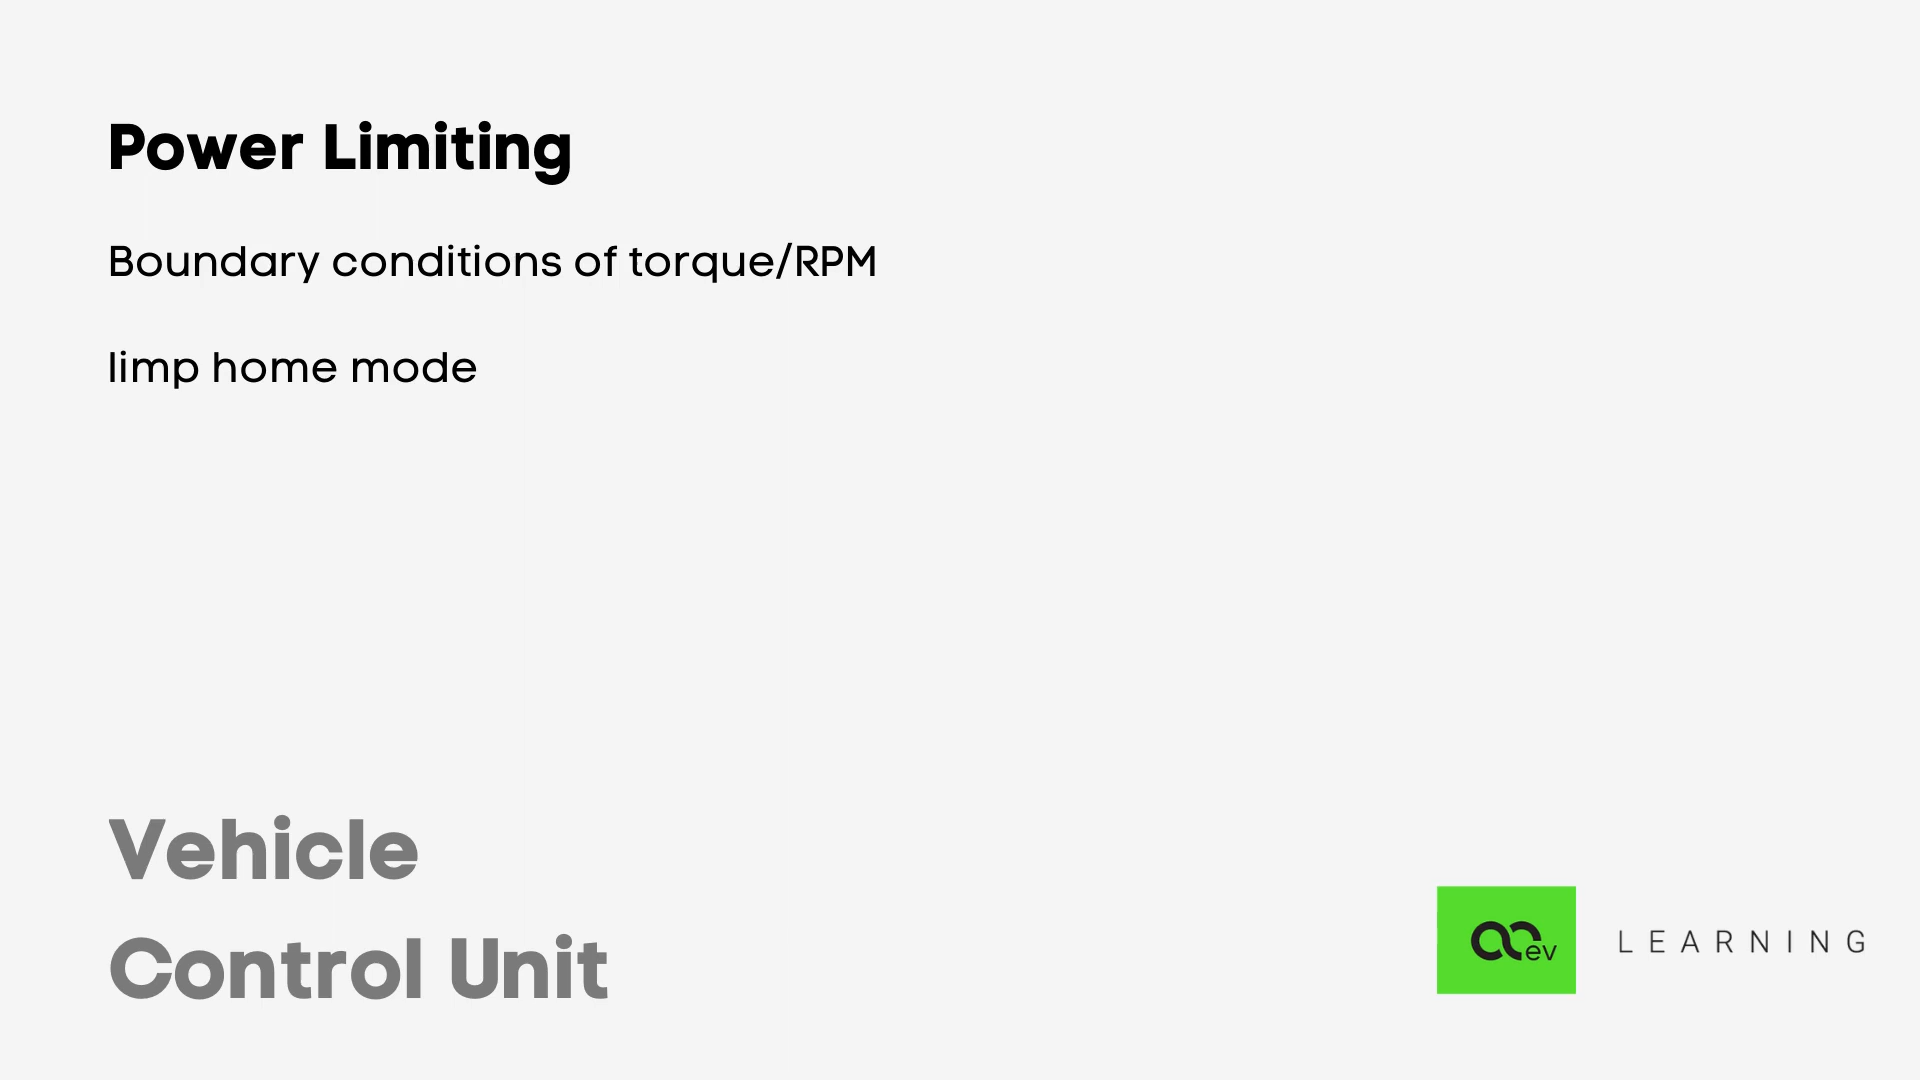 Power Limiting
Boundary conditions of torque/RPM
limp home mode
Vehicle
Control Unit
ev
LEARNING